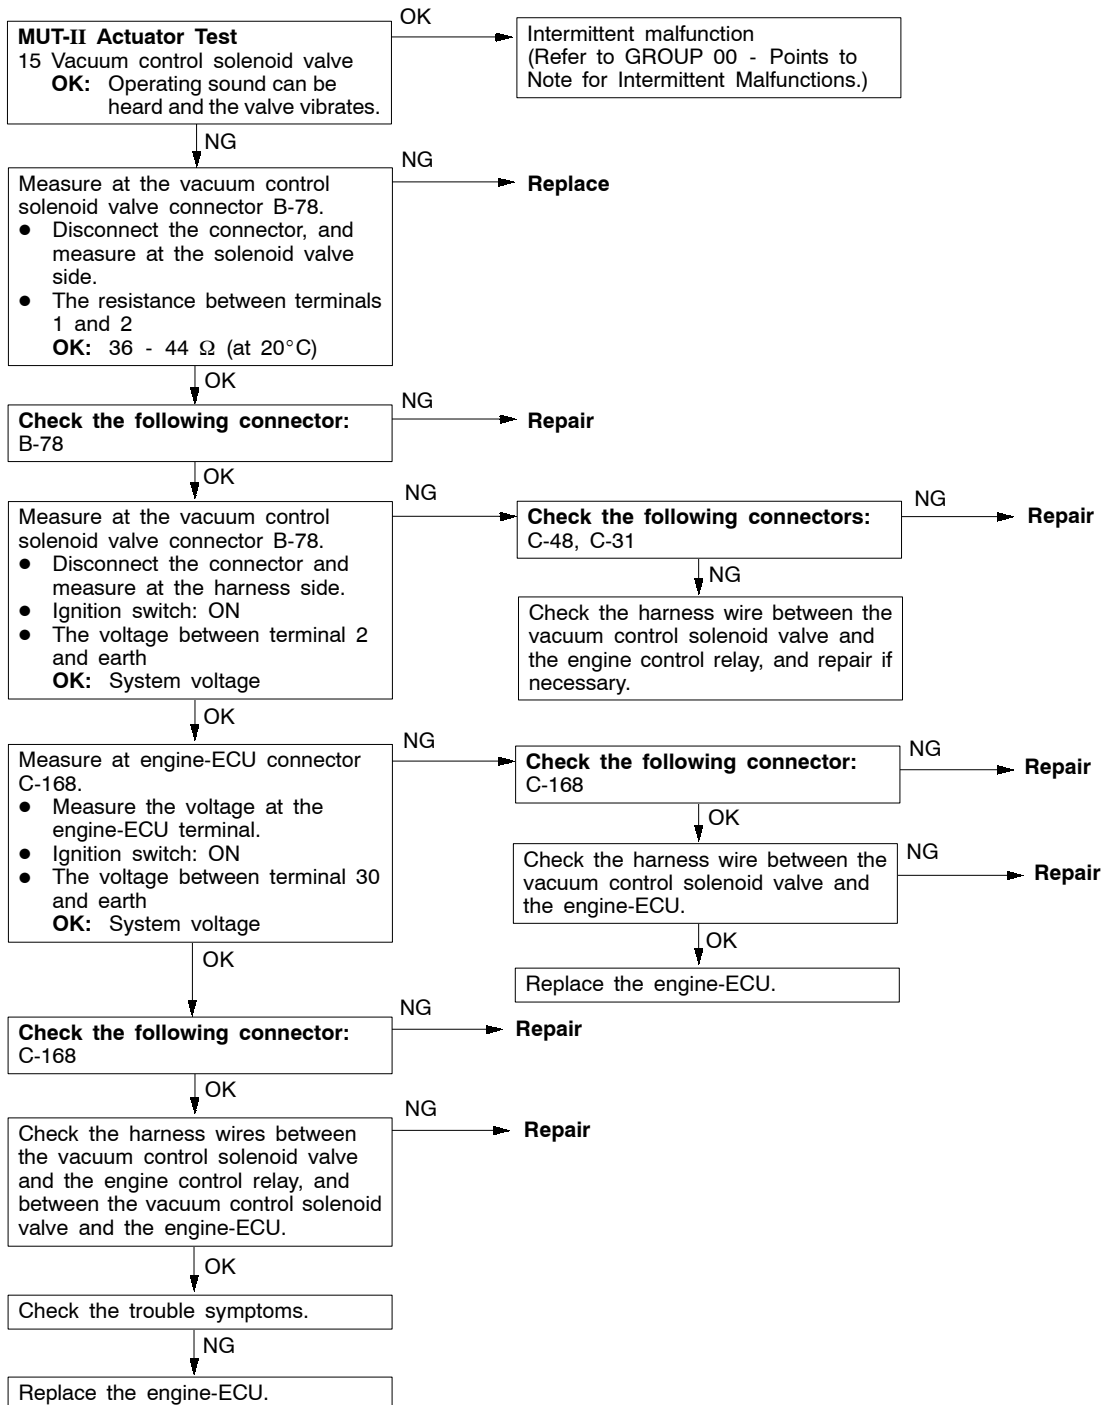 MUT-II Actuator Test
15 Vacuum control solenoid valve
OK: Operating sound can be
heard and the valve vibrates.
OK
Intermittent malfunction
(Refer to GROUP 00 - Points to
Note for Intermittent Malfunctions.)
NG
Measure at the vacuum control
solenoid valve connector B-78.
● Disconnect the connector, and
measure at the solenoid valve
side.
● The resistance between terminals
1 and 2
OK: 36 - 44 Ω (at 20°C)
NG
Replace
OK
Check the following connector:
B-78
NG
Repair
OK
Measure at the vacuum control
solenoid valve connector B-78.
● Disconnect the connector and
measure at the harness side.
● Ignition switch: ON
● The voltage between terminal 2
and earth
OK: System voltage
NG
Check the following connectors:
C-48, C-31
NG
Repair
NG
Check the harness wire between the
vacuum control solenoid valve and
the engine control relay, and repair if
necessary.
OK
Measure at engine-ECU connector
C-168.
● Measure the voltage at the
engine-ECU terminal.
● Ignition switch: ON
● The voltage between terminal 30
and earth
OK: System voltage
NG
Check the following connector:
C-168
NG
Repair
OK
Check the harness wire between the
vacuum control solenoid valve and
the engine-ECU.
NG
Repair
OK
Replace the engine-ECU.
OK
Check the following connector:
C-168
NG
Repair
OK
Check the harness wires between
the vacuum control solenoid valve
and the engine control relay, and
between the vacuum control solenoid
valve and the engine-ECU.
NG
Repair
OK
Check the trouble symptoms.
NG
Replace the engine-ECU.